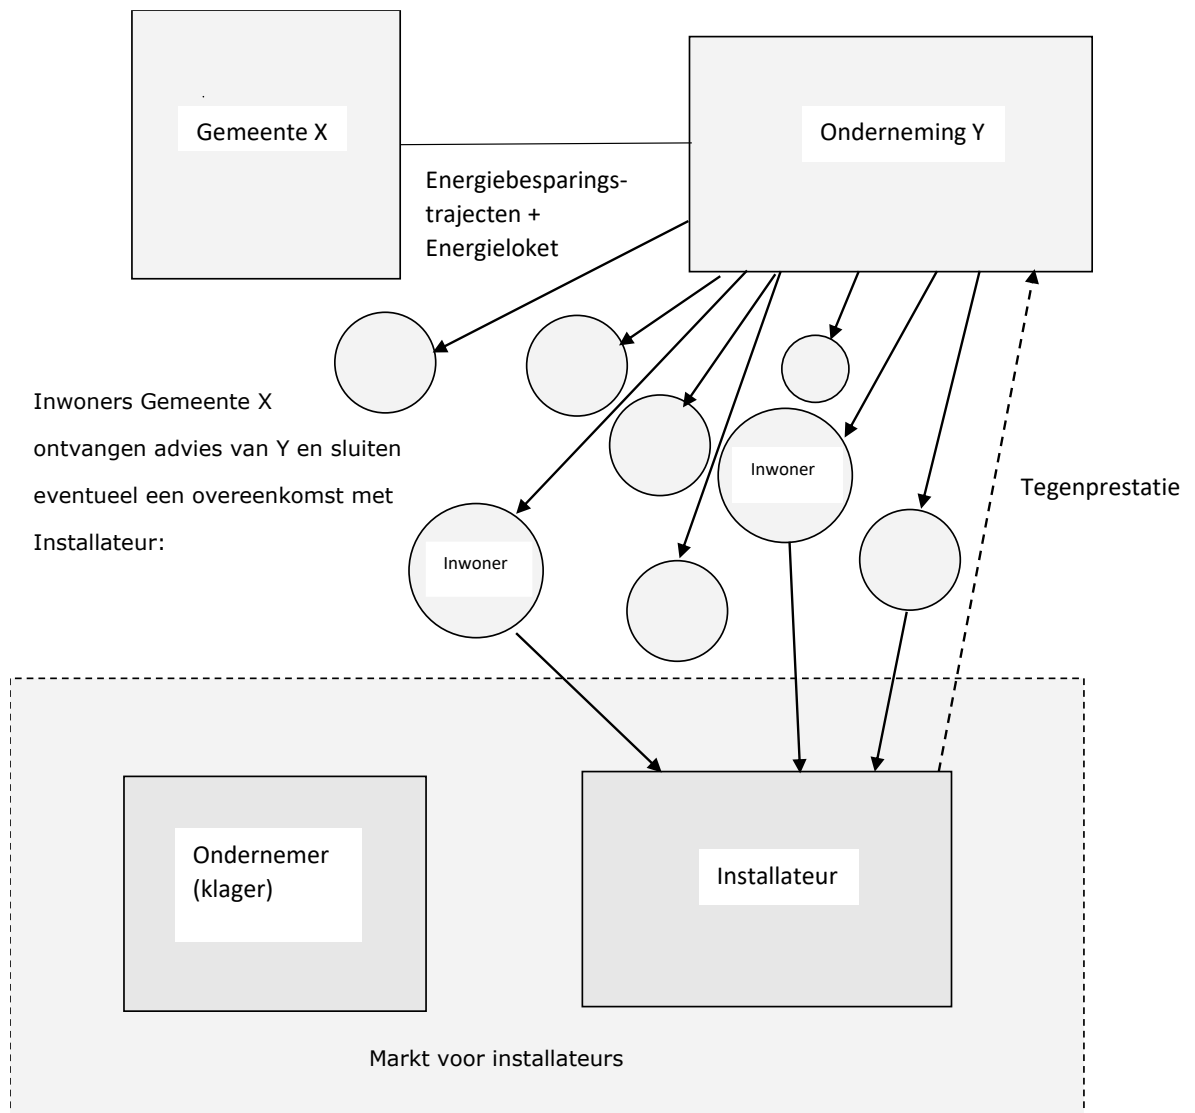 Gemeente X
Onderneming Y
Energiebesparings-
trajecten +
Energieloket
Inwoners Gemeente X
ontvangen advies van Y en sluiten
eventueel een overeenkomst met
Installateur:
Inwoner
Inwoner
Tegenprestatie
Ondernemer
(klager)
Installateur
Markt voor installateurs